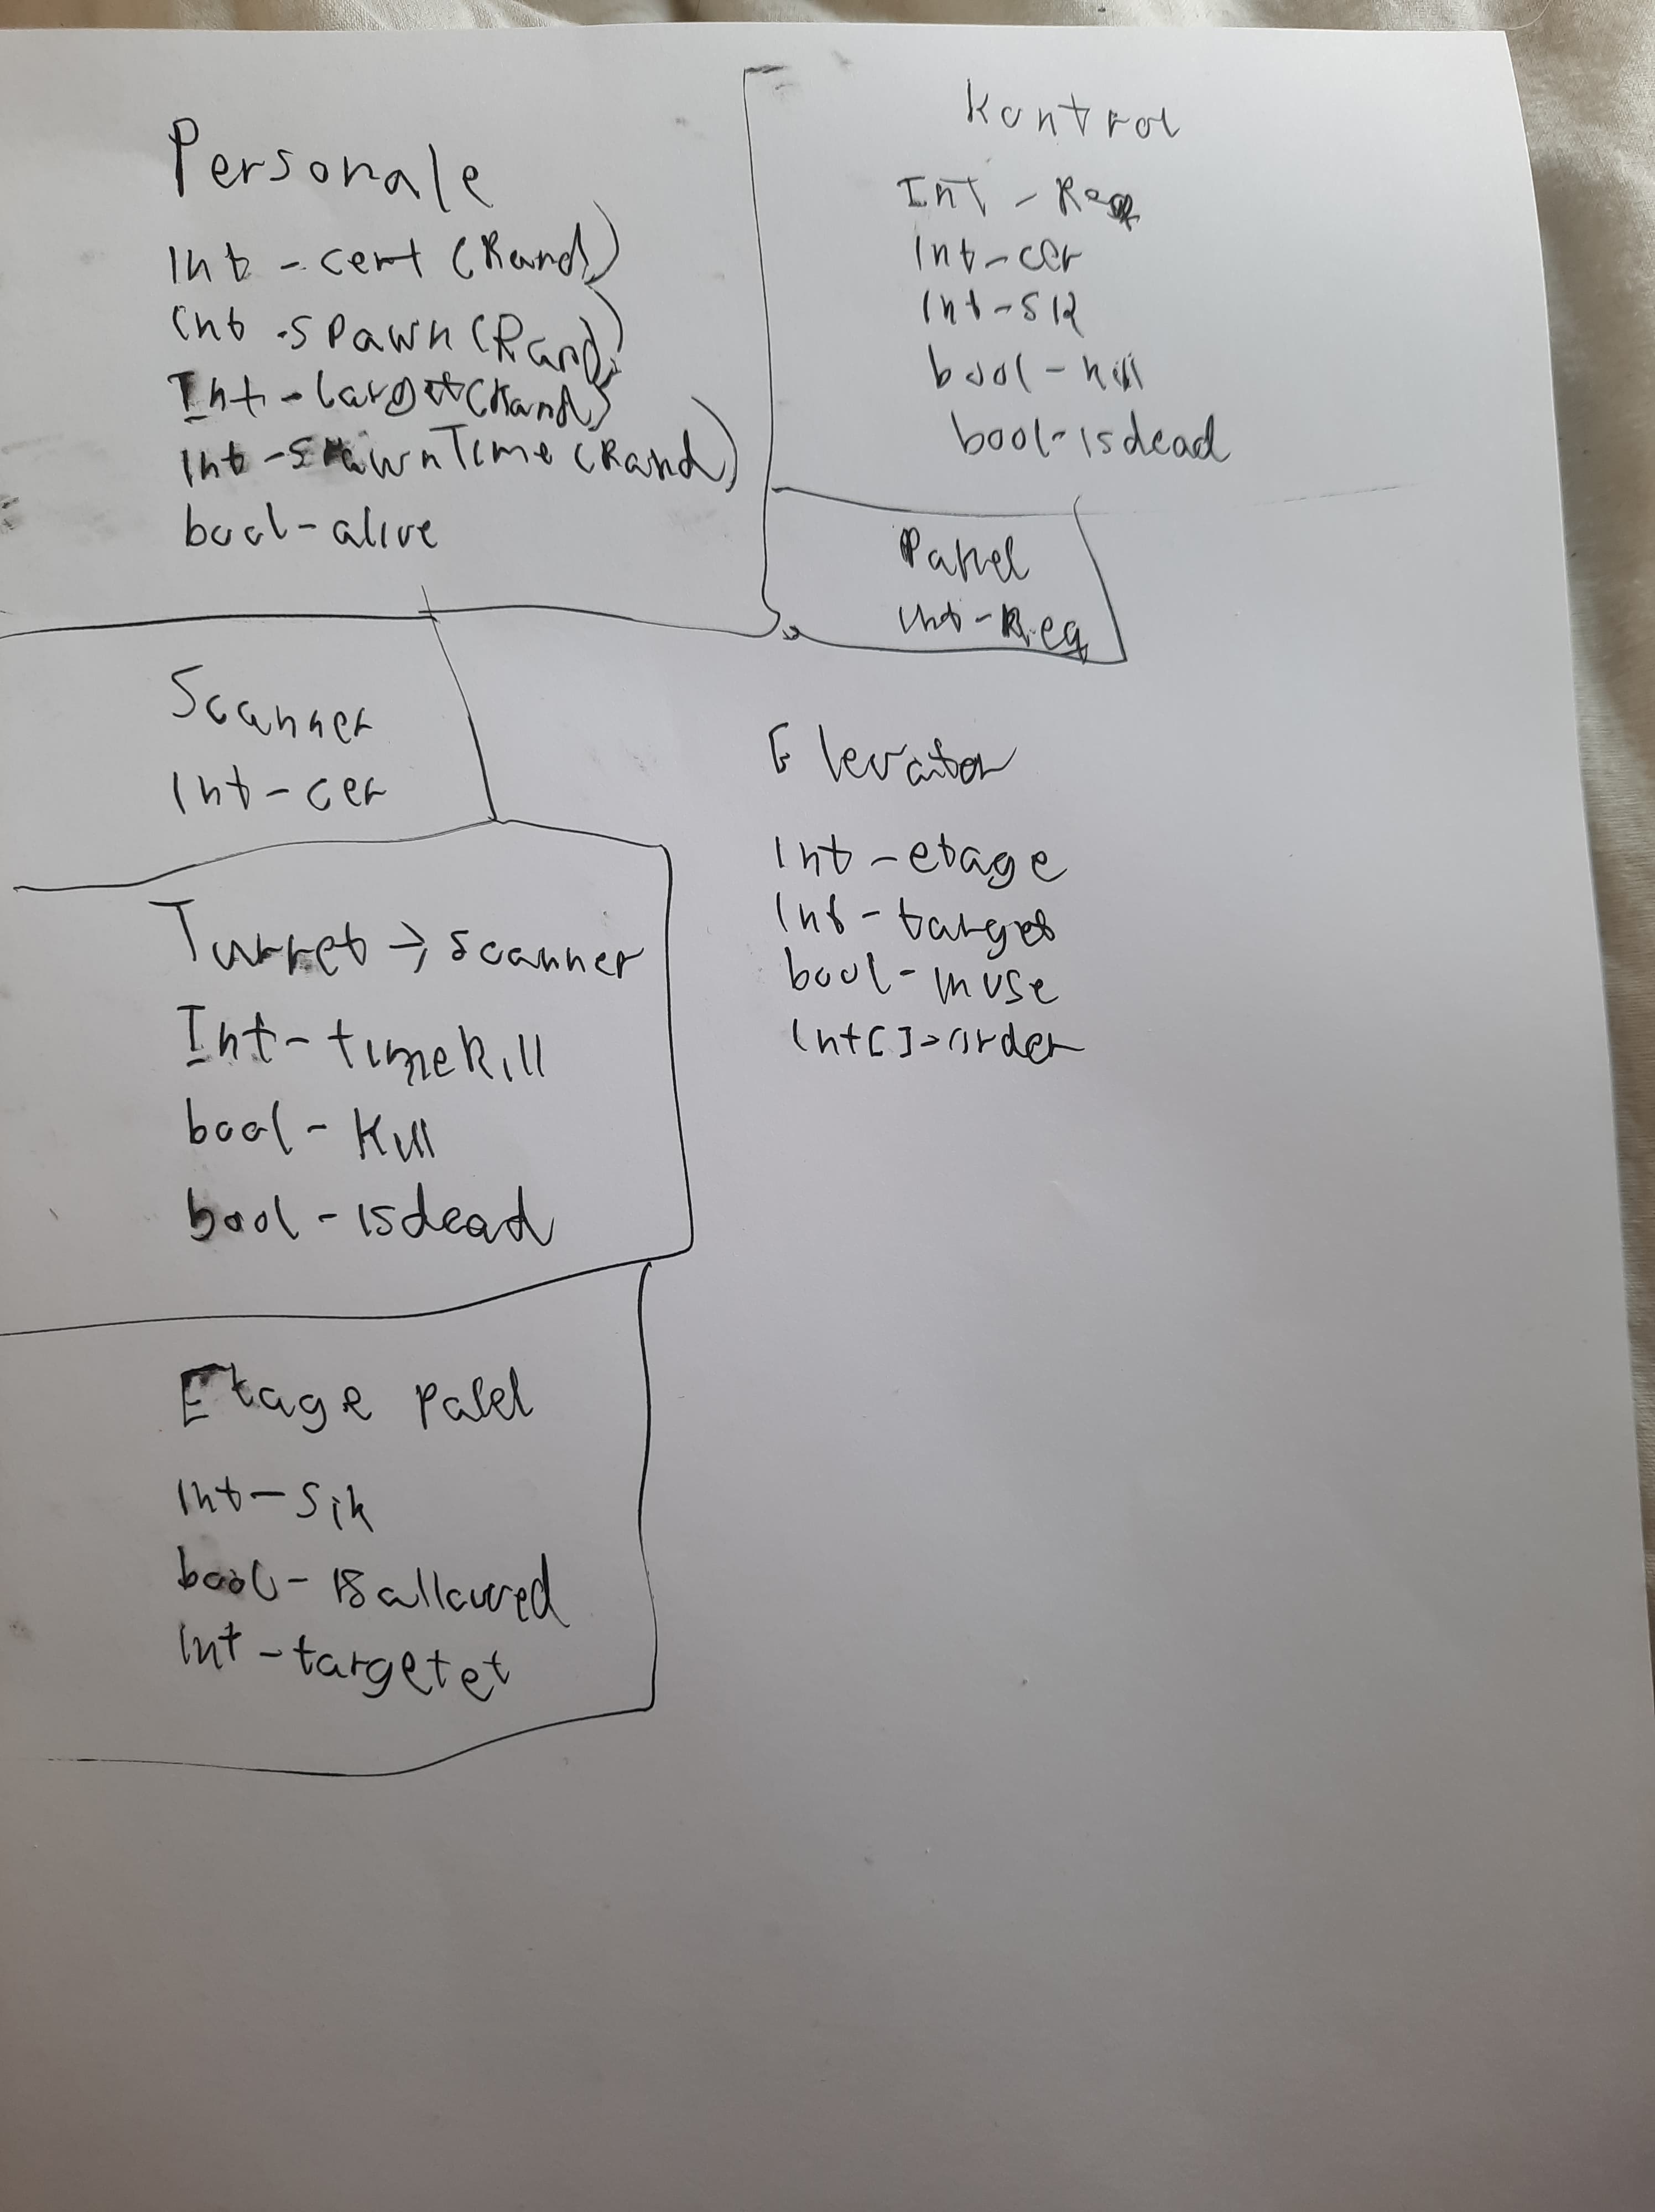 Personale
Int - cert (Rand)
Int - spawn (Rand)
Int - target (Rand)
Int - spawnTime (Rand)
bool - alive
Scanner
Int - cer
Turret → scanner
Int - timekill
bool - Kill
bool - isdead
Etage
Int - sik
bool - isallowed
Int - targetet
Kontrol
Int - Req
Int - cer
Int - sik
bool - kill
bool - isdead
Panel
Int - Req
Elevator
Int - etage
Int - target
bool -
Int[] - order